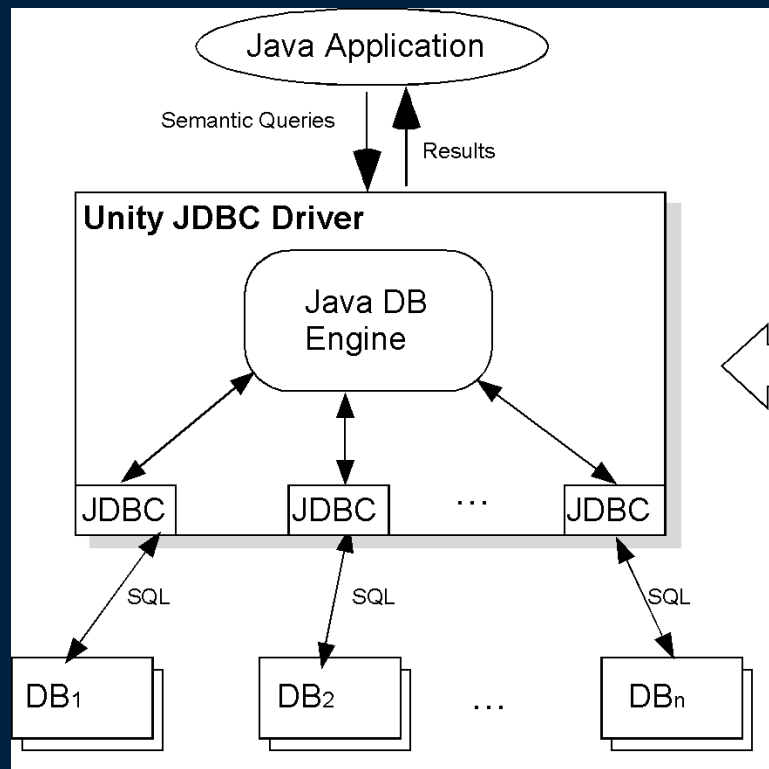 Java Application
Semantic Queries
Results
Unity JDBC Driver
Java DB
Engine
JDBC JDBC ... JDBC
SQL SQL SQL
DB1 DB2 ... DBn